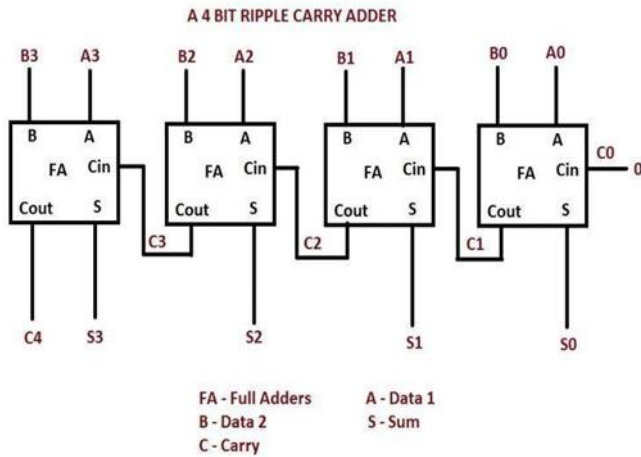 A 4 BIT RIPPLE CARRY ADDER
B3 A3 B2 A2 B1 A1 B0 A0
B A B A B A B A
C0
FA Cin FA Cin FA Cin FA Cin 0
Cout S Cout S Cout S Cout S
C3 C2 C1
C4 S3 S2 S1 S0
FA - Full Adders A - Data 1
B - Data 2 S - Sum
C - Carry